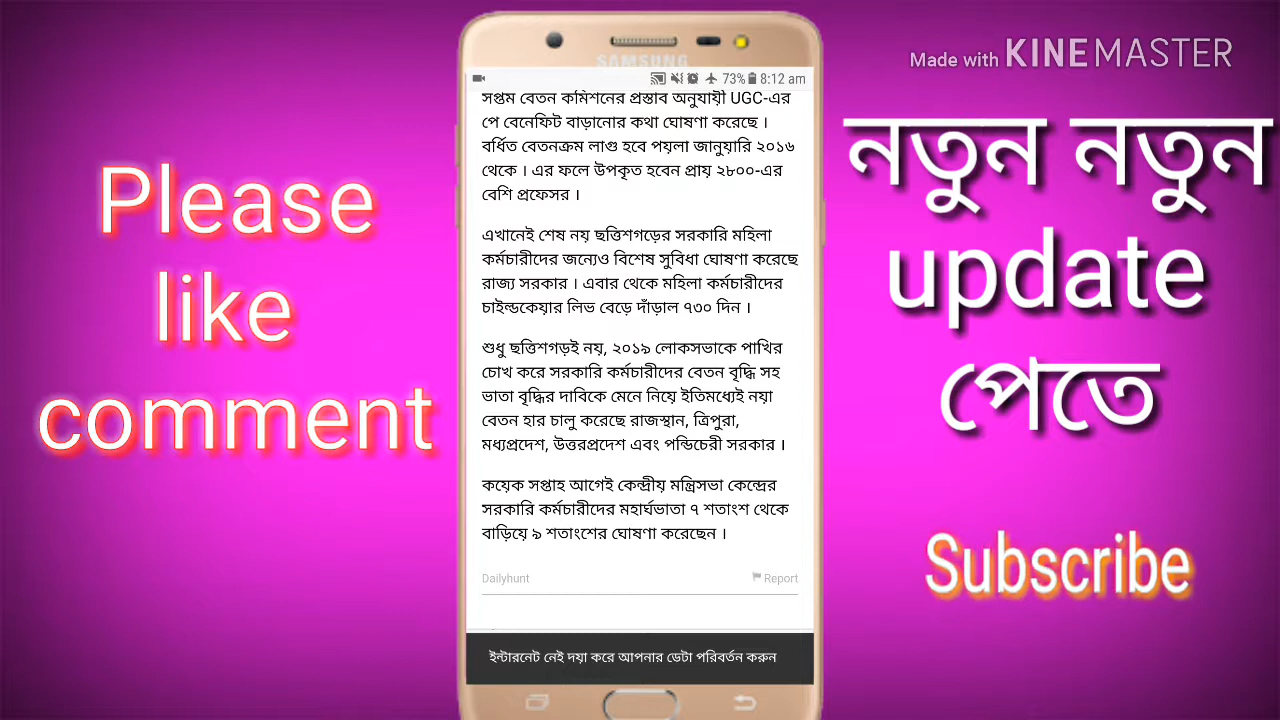 Made with KINEMASTER
Please
like
comment
SAMSUNG
73% 8:12 am
সপ্তম বেতন কমিশনের প্রস্তাব অনুযায়ী UGC-এর
পে বেনেফিট বাড়ানোর কথা ঘোষণা করেছে ।
বর্ধিত বেতনক্রম লাগু হবে পয়লা জানুয়ারি ২০১৬
থেকে । এর ফলে উপকৃত হবেন প্রায় ২৮০০-এর
বেশি প্রফেসর ।
এখানেই শেষ নয় ছত্তিশগড়ের সরকারি মহিলা
কর্মচারীদের জন্যেও বিশেষ সুবিধা ঘোষণা করেছে
রাজ্য সরকার । এবার থেকে মহিলা কর্মচারীদের
চাইল্ডকেয়ার লিভ বেড়ে দাঁড়াল ৭৩০ দিন ।
শুধু ছত্তিশগড়ই নয়, ২০১৯ লোকসভাকে পাখির
চোখ করে সরকারি কর্মচারীদের বেতন বৃদ্ধি সহ
ভাতা বৃদ্ধির দাবিকে মেনে নিয়ে ইতিমধ্যেই নয়া
বেতন হার চালু করেছে রাজস্থান, ত্রিপুরা,
মধ্যপ্রদেশ, উত্তরপ্রদেশ এবং পন্ডিচেরী সরকার ।
কয়েক সপ্তাহ আগেই কেন্দ্রীয় মন্ত্রিসভা কেন্দ্রের
সরকারি কর্মচারীদের মহার্ঘভাতা ৭ শতাংশ থেকে
বাড়িয়ে ৯ শতাংশের ঘোষণা করেছেন ।
Dailyhunt Report
ইন্টারনেট নেই দয়া করে আপনার ডেটা পরিবর্তন করুন
নতুন নতুন
update
পেতে
Subscribe